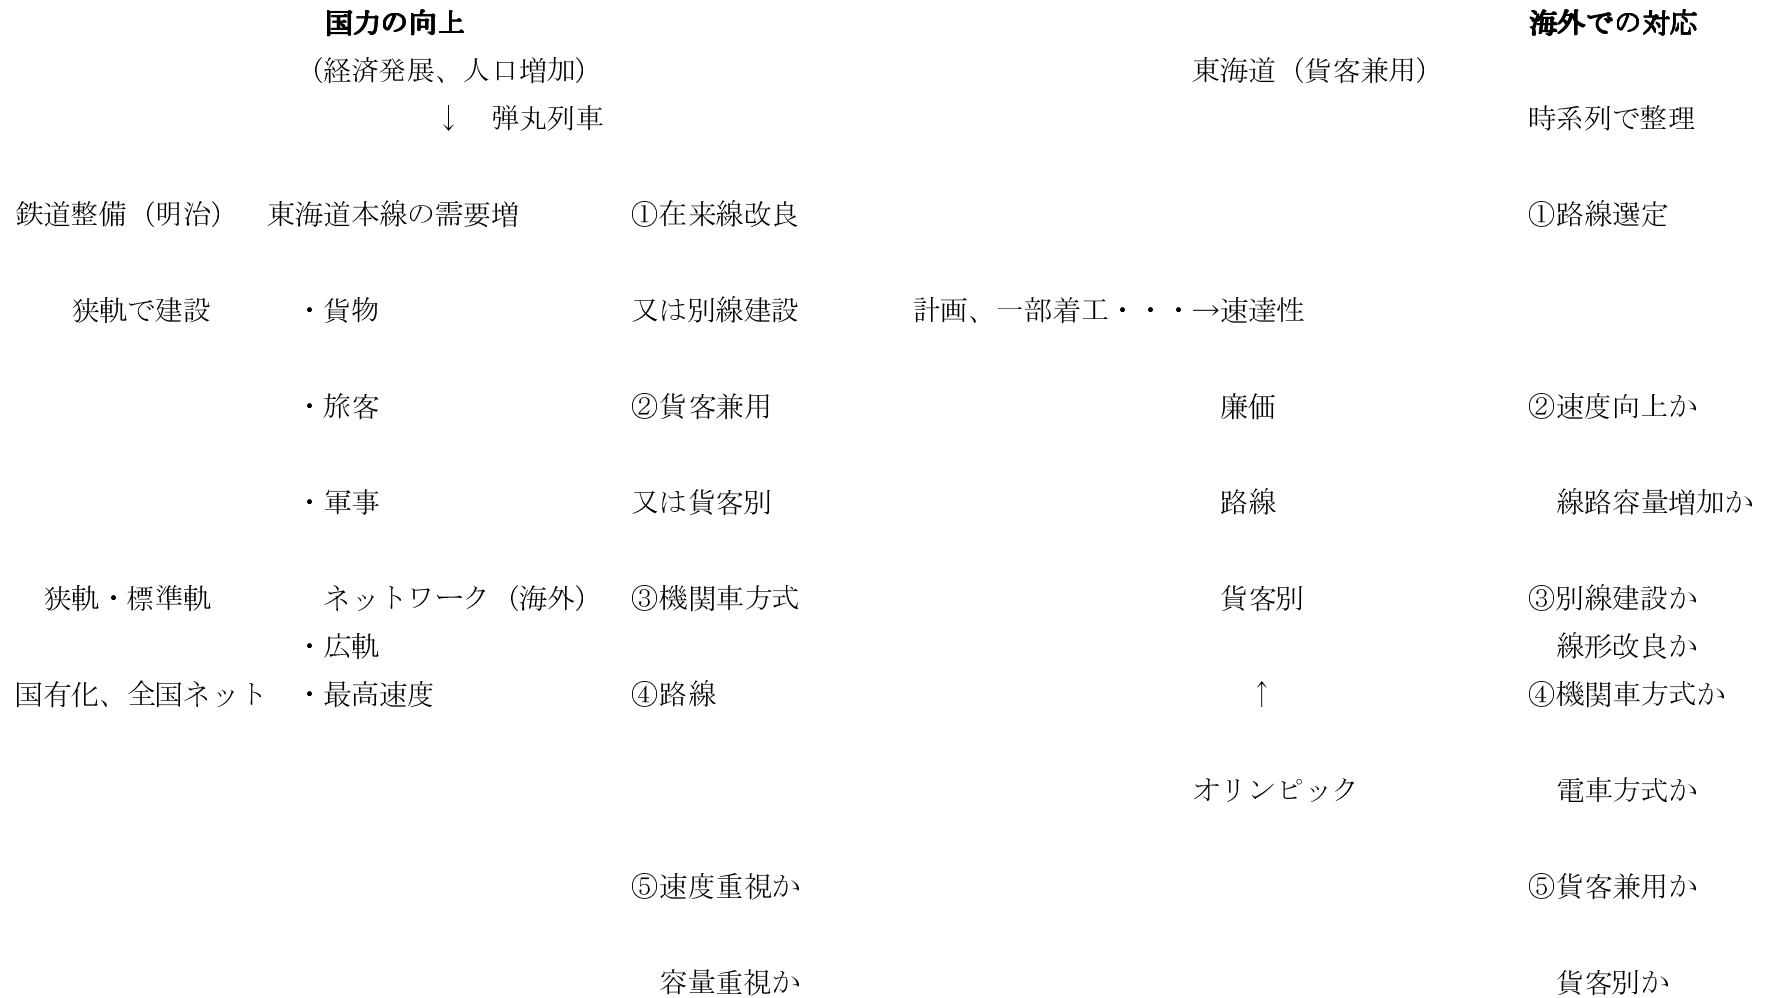 国力の向上　海外での対応
（経済発展、人口増加）　東海道（貨客兼用）
↓　弾丸列車　時系列で整理
鉄道整備（明治）　東海道本線の需要増　①在来線改良　①路線選定
狭軌で建設　・貨物　又は別線建設　計画、一部着工・・・→速達性
・旅客　②貨客兼用　廉価　②速度向上か
・軍事　又は貨客別　路線　線路容量増加か
狭軌・標準軌　ネットワーク（海外）　③機関車方式　貨客別　③別線建設か
・広軌　線形改良か
国有化、全国ネット　・最高速度　④路線　↑　④機関車方式か
オリンピック　電車方式か
⑤速度重視か　⑤貨客兼用か
容量重視か　貨客別か